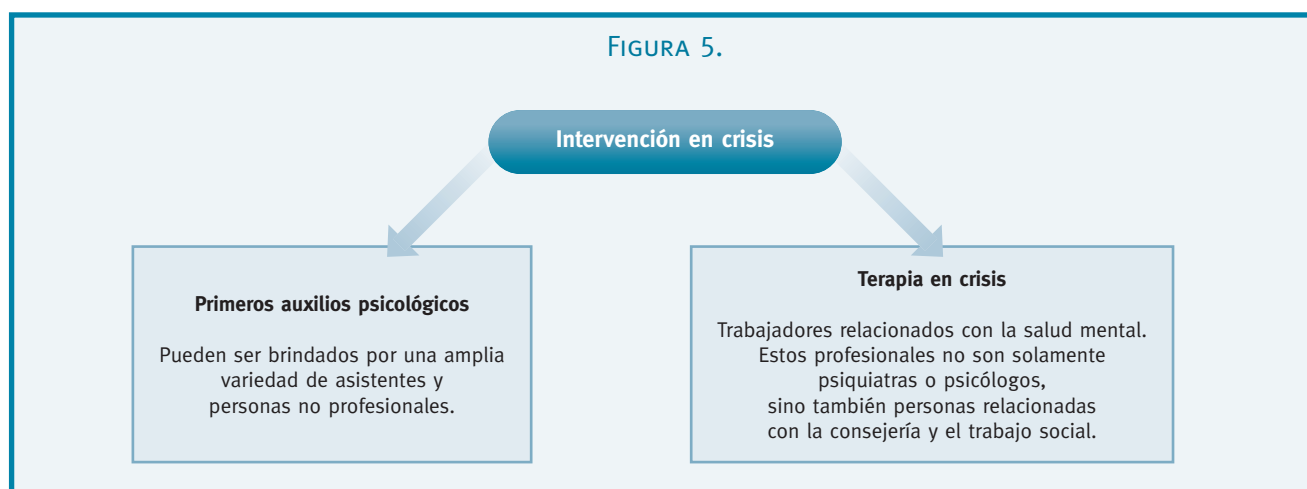 FIGURA 5.
Intervención en crisis
Primeros auxilios psicológicos
Pueden ser brindados por una amplia
variedad de asistentes y
personas no profesionales.
Terapia en crisis
Trabajadores relacionados con la salud mental.
Estos profesionales no son solamente
psiquiatras o psicólogos,
sino también personas relacionadas
con la consejería y el trabajo social.